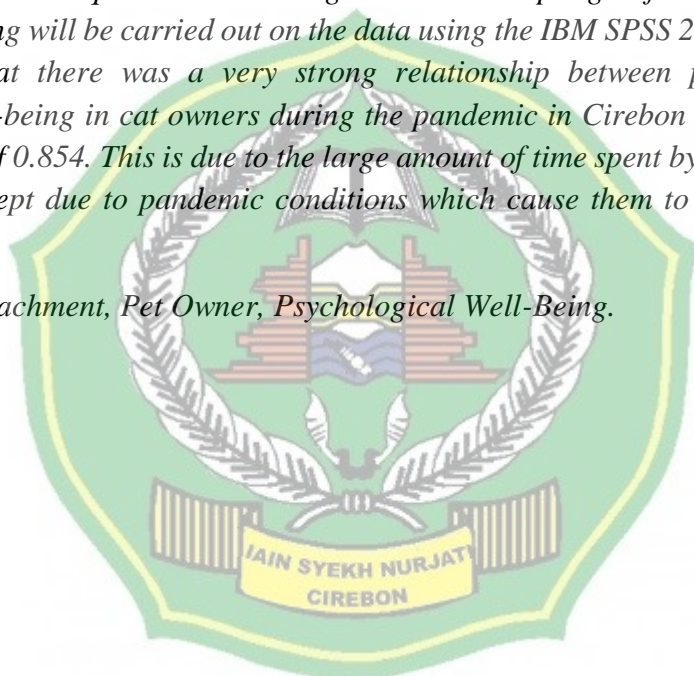 ng will be carried out on the data using the IBM SPSS 2
at there was a very strong relationship between p
-being in cat owners during the pandemic in Cirebon
f 0.854. This is due to the large amount of time spent by
ept due to pandemic conditions which cause them to
achment, Pet Owner, Psychological Well-Being.
IAIN SYEKH NURJATI
CIREBON